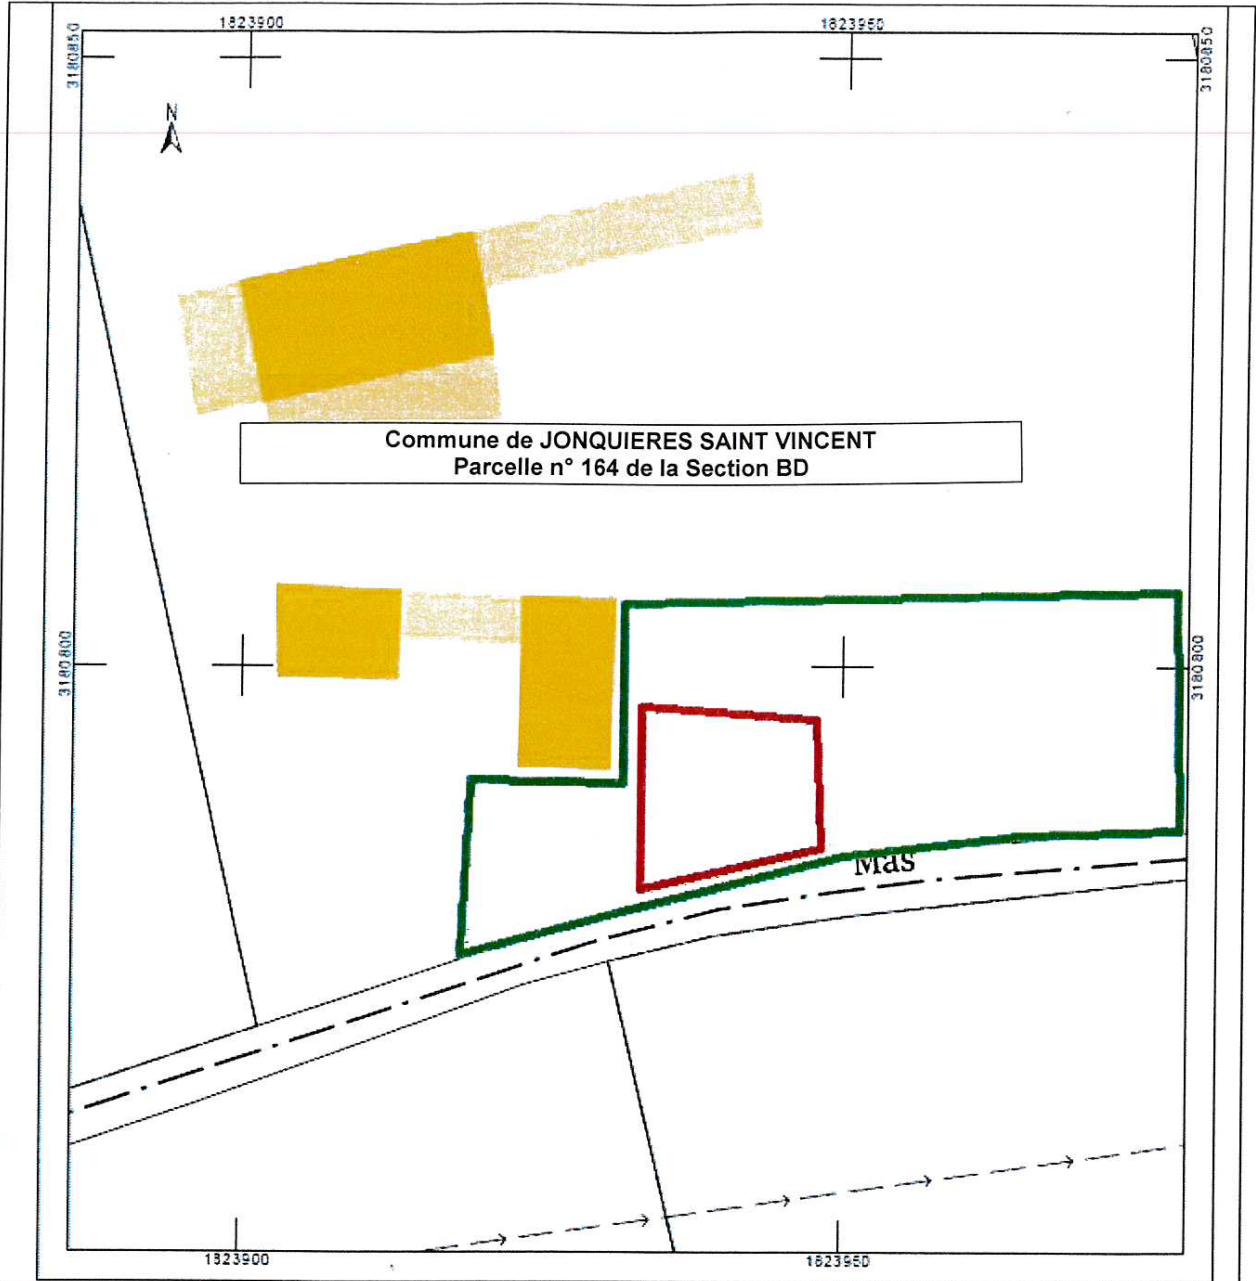 1823900 1823950
3180850 3180850
N
Commune de JONQUIERES SAINT VINCENT
Parcelle n° 164 de la Section BD
3180800 3180800
SPM
1823900 1823950